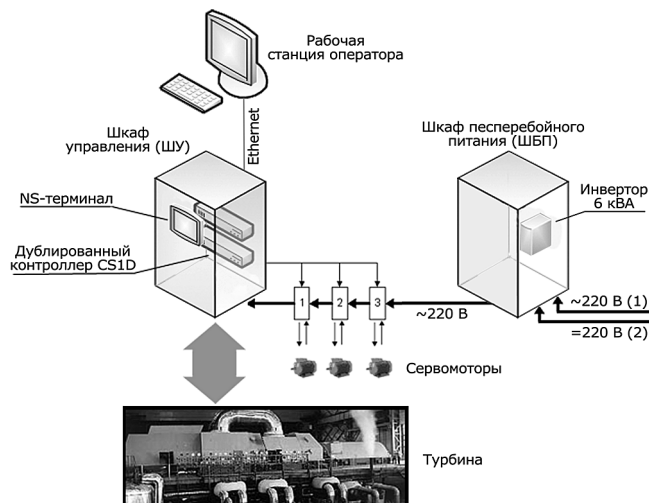 Рабочая
станция оператора
Ethernet
Шкаф
управления (ШУ)
Шкаф песперебойного
питания (ШБП)
NS-терминал
Инвертор
6 кВА
Дублированный
контроллер CS1D
1
2
3
~220 В
~220 В (1)
=220 В (2)
Сервомоторы
Турбина